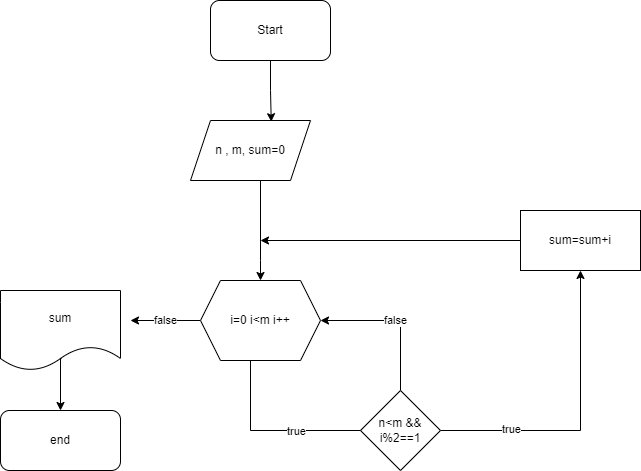 Start
n , m, sum=0
sum=sum+i
sum
false
i=0 i<m i++
false
n<m &&
i%2==1
true
true
end